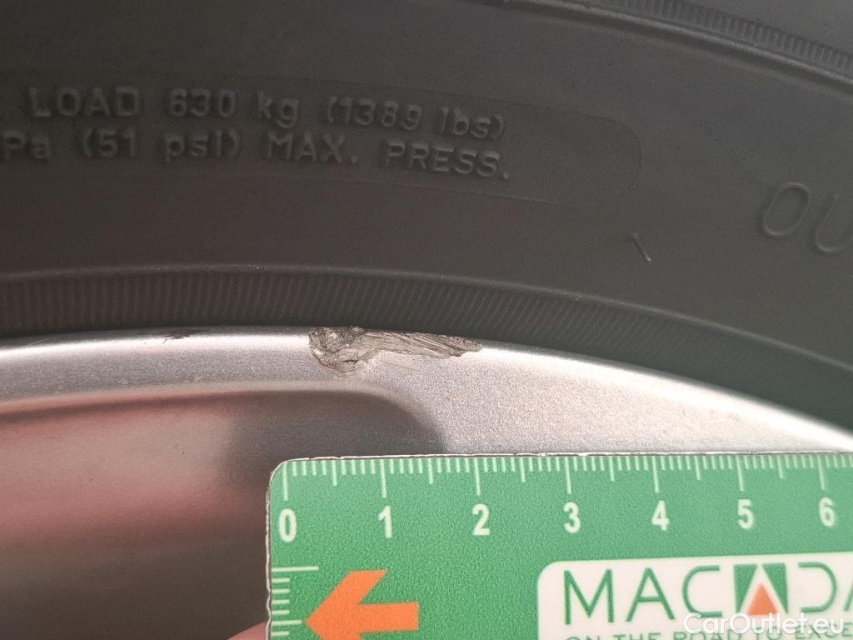 LOAD 630 kg (1389 lbs)
Pa (51 psi) MAX. PRESS.
OU
0 1 2 3 4 5 6
MACADA
CarOutlet.eu